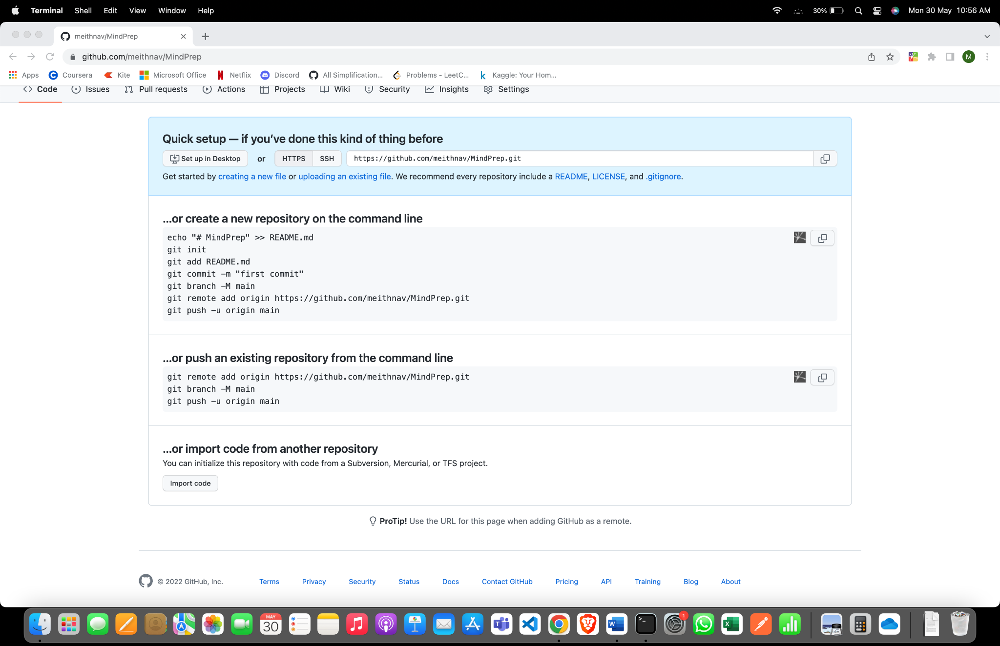 Terminal Shell Edit View Window Help 30% Mon 30 May 10:56 AM
meithnav/MindPrep
github.com/meithnav/MindPrep M
Apps Coursera Kite Microsoft Office Netflix Discord All Simplification... Problems - LeetC... Kaggle: Your Hom...
Code Issues Pull requests Actions Projects Wiki Security Insights Settings
Quick setup — if you’ve done this kind of thing before
Set up in Desktop or HTTPS SSH https://github.com/meithnav/MindPrep.git
Get started by creating a new file or uploading an existing file. We recommend every repository include a README, LICENSE, and .gitignore.
…or create a new repository on the command line
echo "# MindPrep" >> README.md
git init
git add README.md
git commit -m "first commit"
git branch -M main
git remote add origin https://github.com/meithnav/MindPrep.git
git push -u origin main
…or push an existing repository from the command line
git remote add origin https://github.com/meithnav/MindPrep.git
git branch -M main
git push -u origin main
…or import code from another repository
You can initialize this repository with code from a Subversion, Mercurial, or TFS project.
Import code
ProTip! Use the URL for this page when adding GitHub as a remote.
© 2022 GitHub, Inc. Terms Privacy Security Status Docs Contact GitHub Pricing API Training Blog About
MAY
30
1